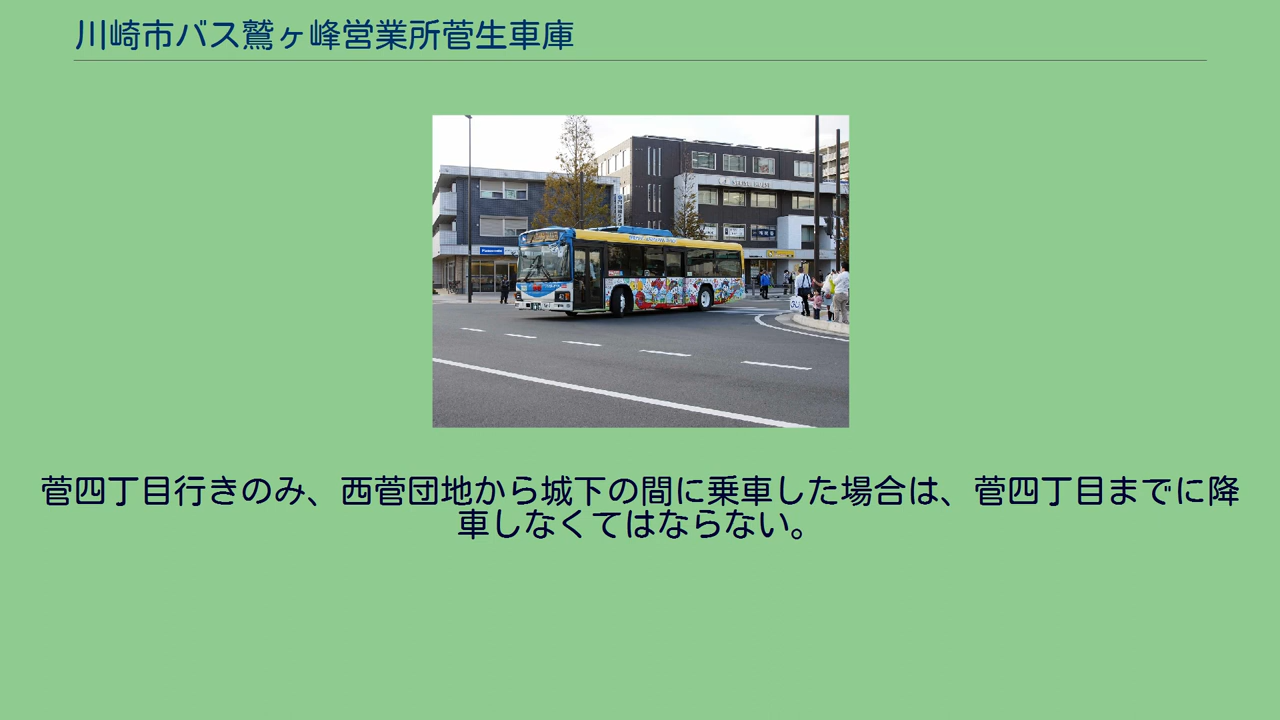 川崎市バス鷲ヶ峰営業所菅生車庫
Panasonic
菅四丁目行きのみ、西菅団地から城下の間に乗車した場合は、菅四丁目までに降
車しなくてはならない。